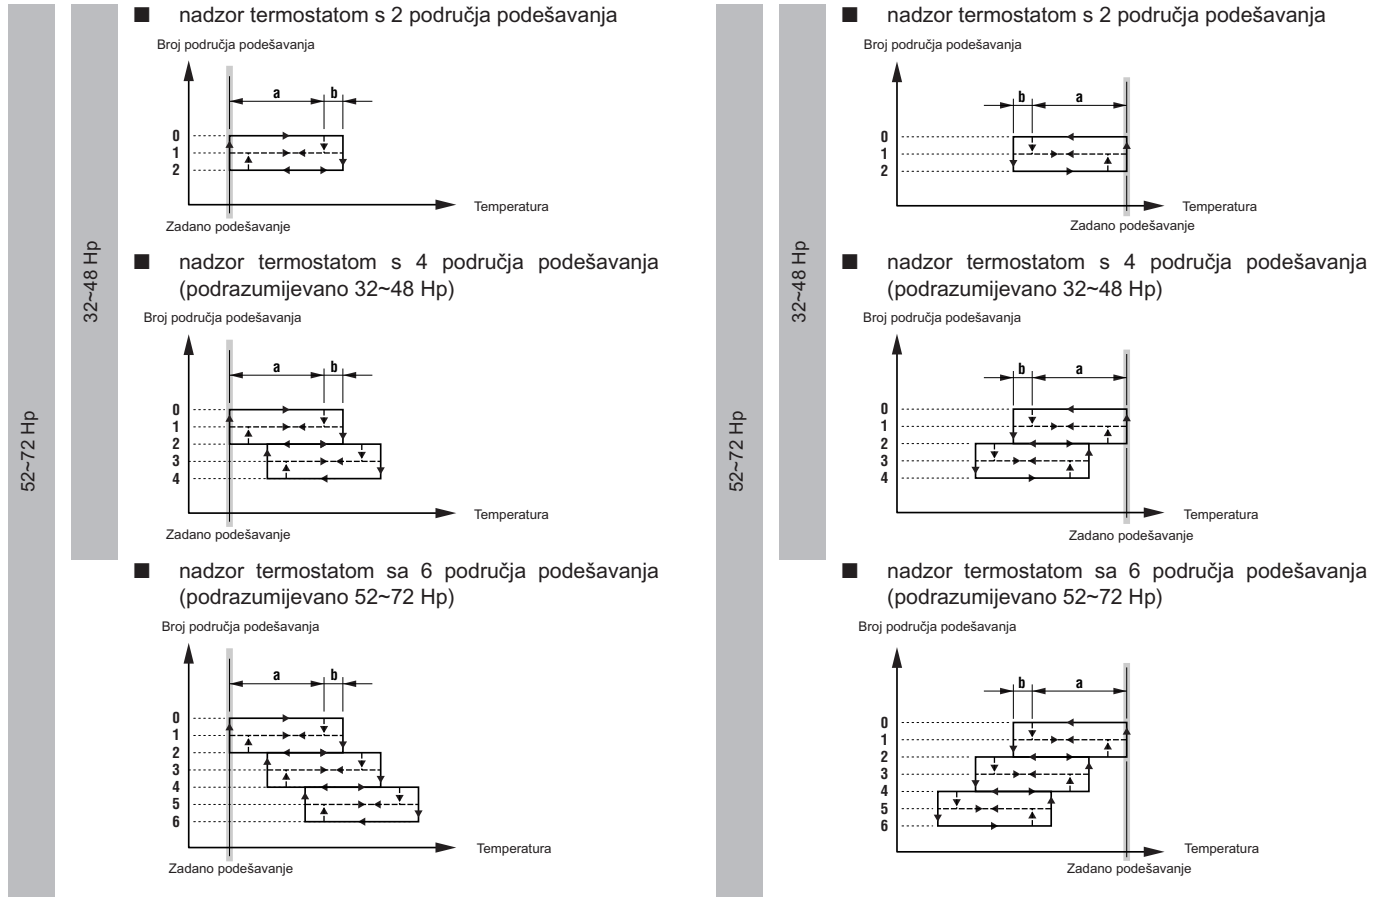 52~72 Hp
32~48 Hp
■ nadzor termostatom s 2 područja podešavanja
Broj područja podešavanja
a
b
0
1
2
Temperatura
Zadano podešavanje
■ nadzor termostatom s 4 područja podešavanja
(podrazumijevano 32~48 Hp)
Broj područja podešavanja
a
b
0
1
2
3
4
Temperatura
Zadano podešavanje
■ nadzor termostatom sa 6 područja podešavanja
(podrazumijevano 52~72 Hp)
Broj područja podešavanja
a
b
0
1
2
3
4
5
6
Temperatura
Zadano podešavanje
52~72 Hp
32~48 Hp
■ nadzor termostatom s 2 područja podešavanja
Broj područja podešavanja
b
a
0
1
2
Temperatura
Zadano podešavanje
■ nadzor termostatom s 4 područja podešavanja
(podrazumijevano 32~48 Hp)
Broj područja podešavanja
b
a
0
1
2
3
4
Temperatura
Zadano podešavanje
■ nadzor termostatom sa 6 područja podešavanja
(podrazumijevano 52~72 Hp)
Broj područja podešavanja
b
a
0
1
2
3
4
5
6
Temperatura
Zadano podešavanje